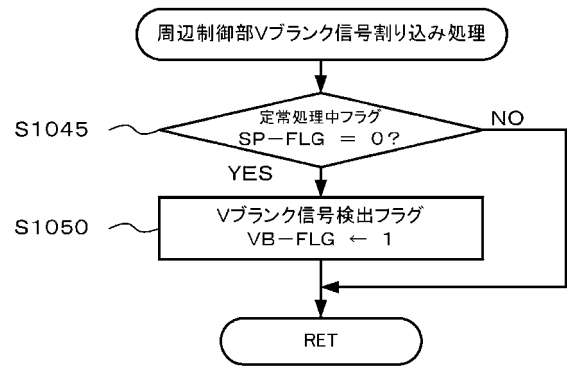 周辺制御部Vブランク信号割り込み処理
S1045
定常処理中フラグ
SP-FLG = 0?
NO
YES
S1050
Vブランク信号検出フラグ
VB-FLG ← 1
RET